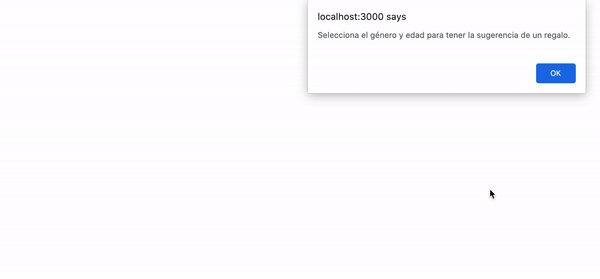 localhost:3000 says
Selecciona el género y edad para tener la sugerencia de un regalo.
OK